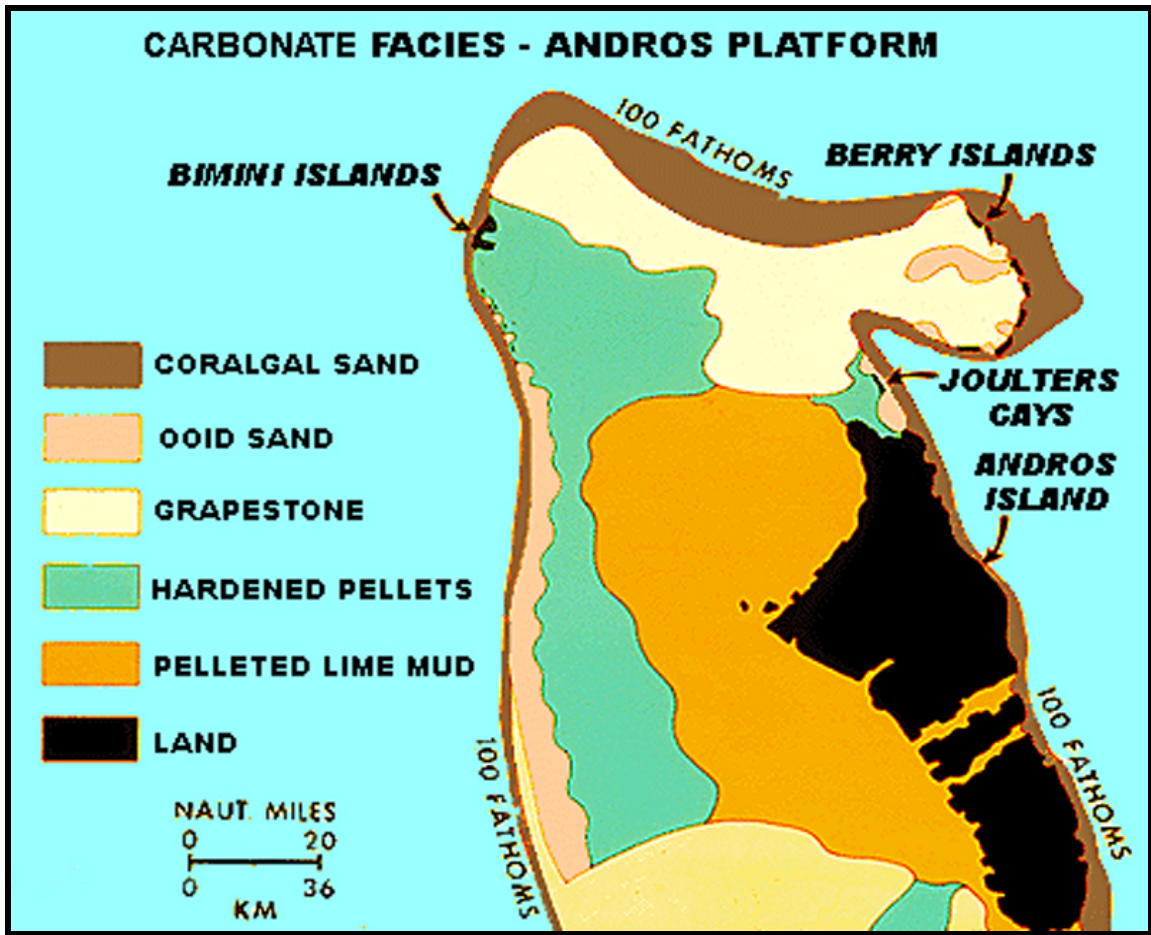 CARBONATE FACIES - ANDROS PLATFORM
100 FATHOMS
BERRY ISLANDS
BIMINI ISLANDS
CORALGAL SAND
OOID SAND
GRAPESTONE
HARDENED PELLETS
PELLETED LIME MUD
LAND
JOULTERS
CAYS
ANDROS
ISLAND
100 FATHOMS
100 FATHOMS
NAUT. MILES
0 20
0 36
KM